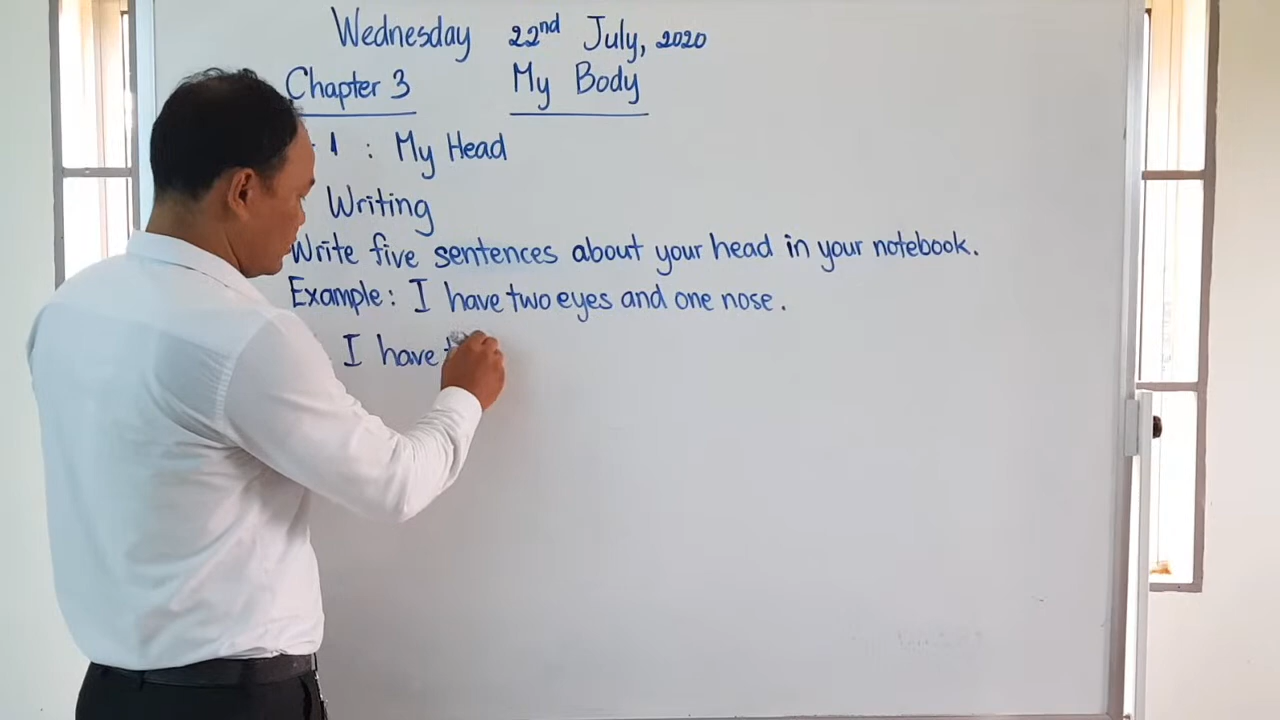 Wednesday 22nd July, 2020
Chapter 3 My Body
1 : My Head
Writing
Write five sentences about your head in your notebook.
Example: I have two eyes and one nose.
I have